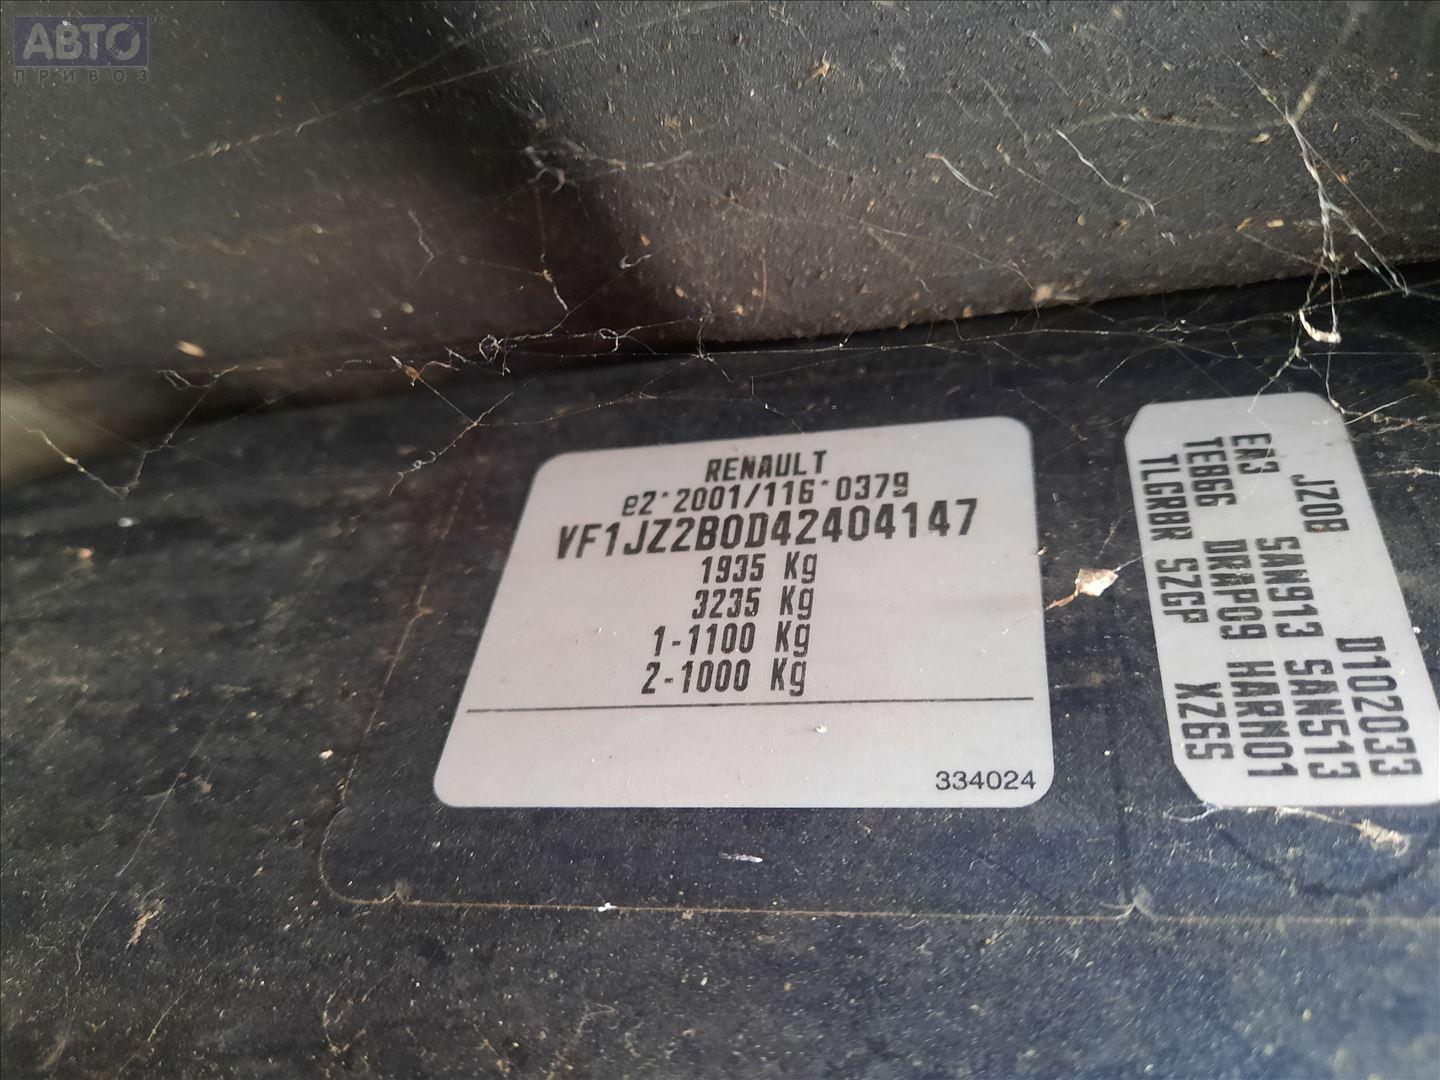 АВТО
ПРИВОЗ
RENAULT
e2*2001/116*0379
VF1JZ2B0D42404147
1935 Kg
3235 Kg
1-1100 Kg
2-1000 Kg
334024
D102033
JZ0B SAN913 SAN513
EA3 DRAP09 HARM01
TEB66
TLGRBR SZGP XZ6S